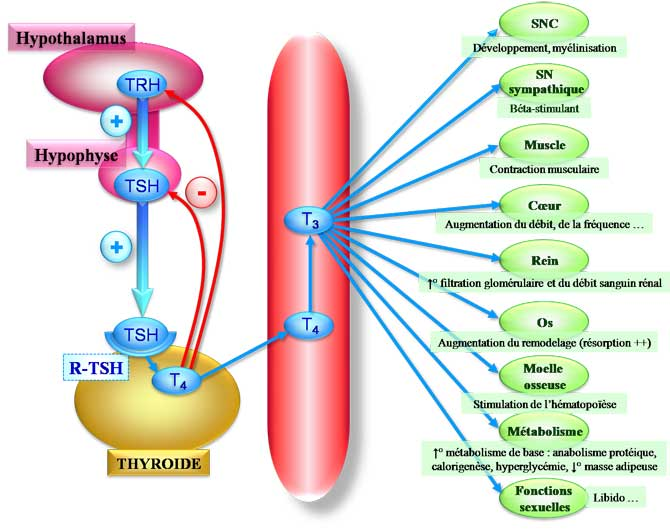 Hypothalamus
TRH
+
Hypophyse
TSH
-
+
TSH
R-TSH
T4
THYROIDE
T3
T4
SNC
Développement, myélinisation
SN
sympathique
Béta-stimulant
Muscle
Contraction musculaire
Cœur
Augmentation du débit, de la fréquence …
Rein
↑° filtration glomérulaire et du débit sanguin rénal
Os
Augmentation du remodelage (résorption ++)
Moelle
osseuse
Stimulation de l’hématopoïèse
Métabolisme
↑° métabolisme de base : anabolisme protéique,
calorigenèse, hyperglycémie, ↓° masse adipeuse
Fonctions
sexuelles
Libido …